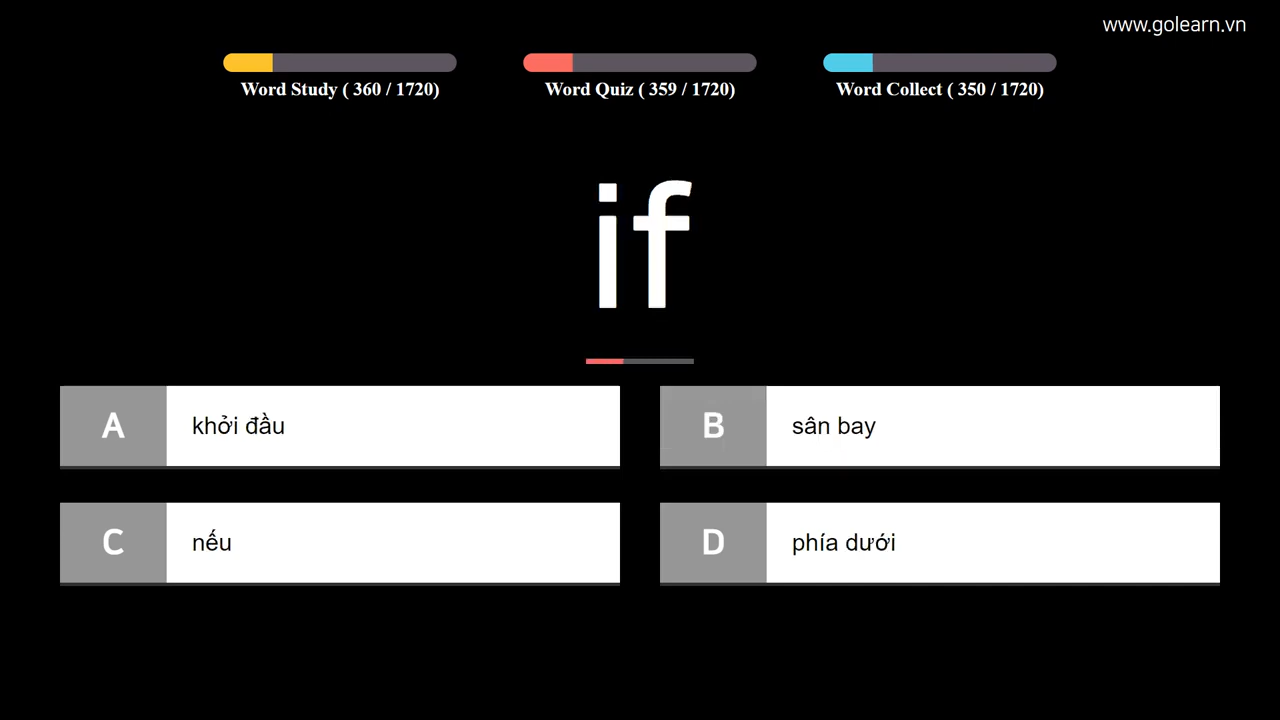 www.golearn.vn
Word Study ( 360 / 1720)
Word Quiz ( 359 / 1720)
Word Collect ( 350 / 1720)
if
A khởi đầu
B sân bay
C nếu
D phía dưới